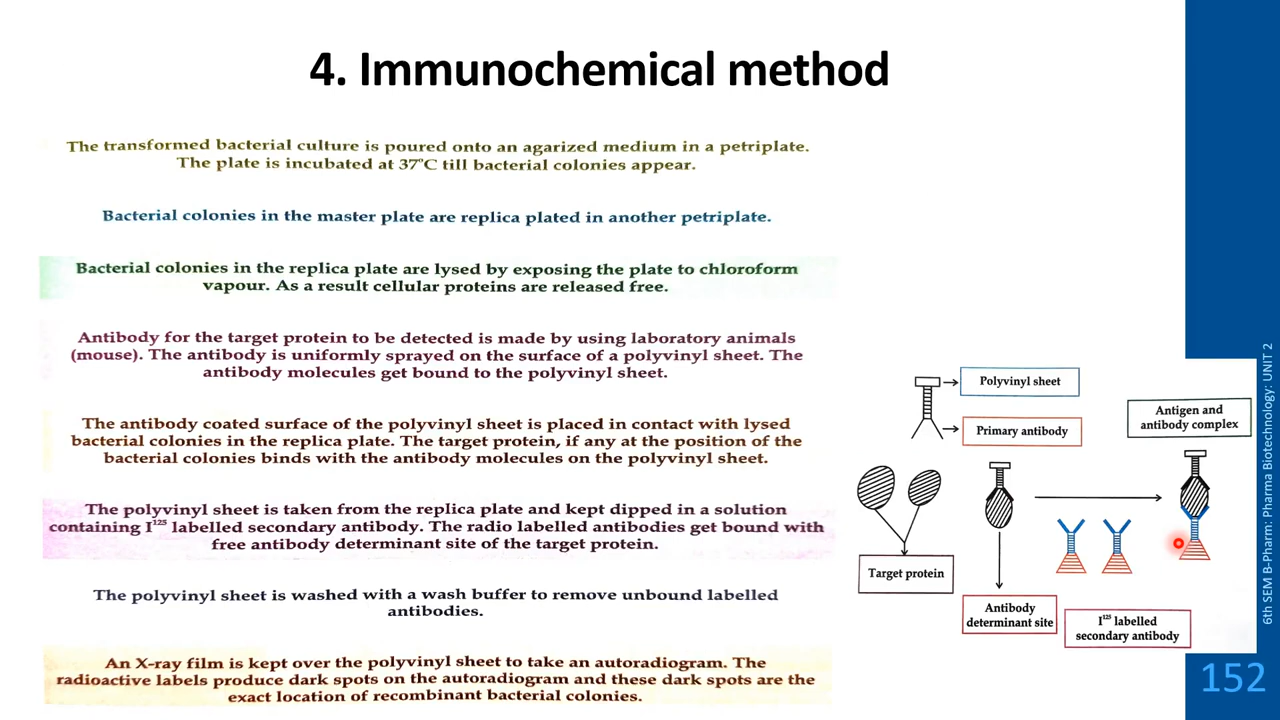 4. Immunochemical method
The transformed bacterial culture is poured onto an agarized medium in a petriplate.
The plate is incubated at 37°C till bacterial colonies appear.
Bacterial colonies in the master plate are replica plated in another petriplate.
Bacterial colonies in the replica plate are lysed by exposing the plate to chloroform
vapour. As a result cellular proteins are released free.
Antibody for the target protein to be detected is made by using laboratory animals
(mouse). The antibody is uniformly sprayed on the surface of a polyvinyl sheet. The
antibody molecules get bound to the polyvinyl sheet.
The antibody coated surface of the polyvinyl sheet is placed in contact with lysed
bacterial colonies in the replica plate. The target protein, if any at the position of the
bacterial colonies binds with the antibody molecules on the polyvinyl sheet.
The polyvinyl sheet is taken from the replica plate and kept dipped in a solution
containing I¹²⁵ labelled secondary antibody. The radio labelled antibodies get bound with
free antibody determinant site of the target protein.
The polyvinyl sheet is washed with a wash buffer to remove unbound labelled
antibodies.
An X-ray film is kept over the polyvinyl sheet to take an autoradiogram. The
radioactive labels produce dark spots on the autoradiogram and these dark spots are the
exact location of recombinant bacterial colonies.
Polyvinyl sheet
Primary antibody
Antigen and
antibody complex
Target protein
Antibody
determinant site
I¹²⁵ labelled
secondary antibody
6th SEM B-Pharm: Pharma Biotechnology: UNIT 2
152